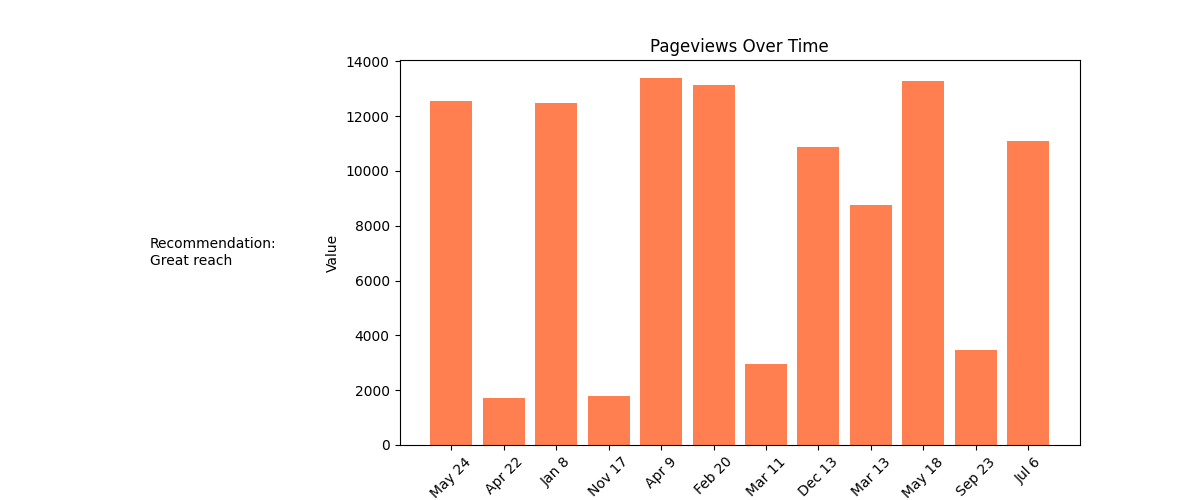 Pageviews Over Time
14000
12000
10000
8000
6000
4000
2000
0
Value
Recommendation:
Great reach
May 24
Apr 22
Jan 8
Nov 17
Apr 9
Feb 20
Mar 11
Dec 13
Mar 13
May 18
Sep 23
Jul 6